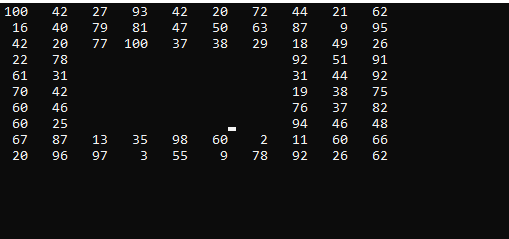 100 42 27 93 42 20 72 44 21 62
16 40 79 81 47 50 63 87 9 95
42 20 77 100 37 38 29 18 49 26
22 78 92 51 91
61 31 31 44 92
70 42 19 38 75
60 46 76 37 82
60 25 94 46 48
67 87 13 35 98 60 2 11 60 66
20 96 97 3 55 9 78 92 26 62